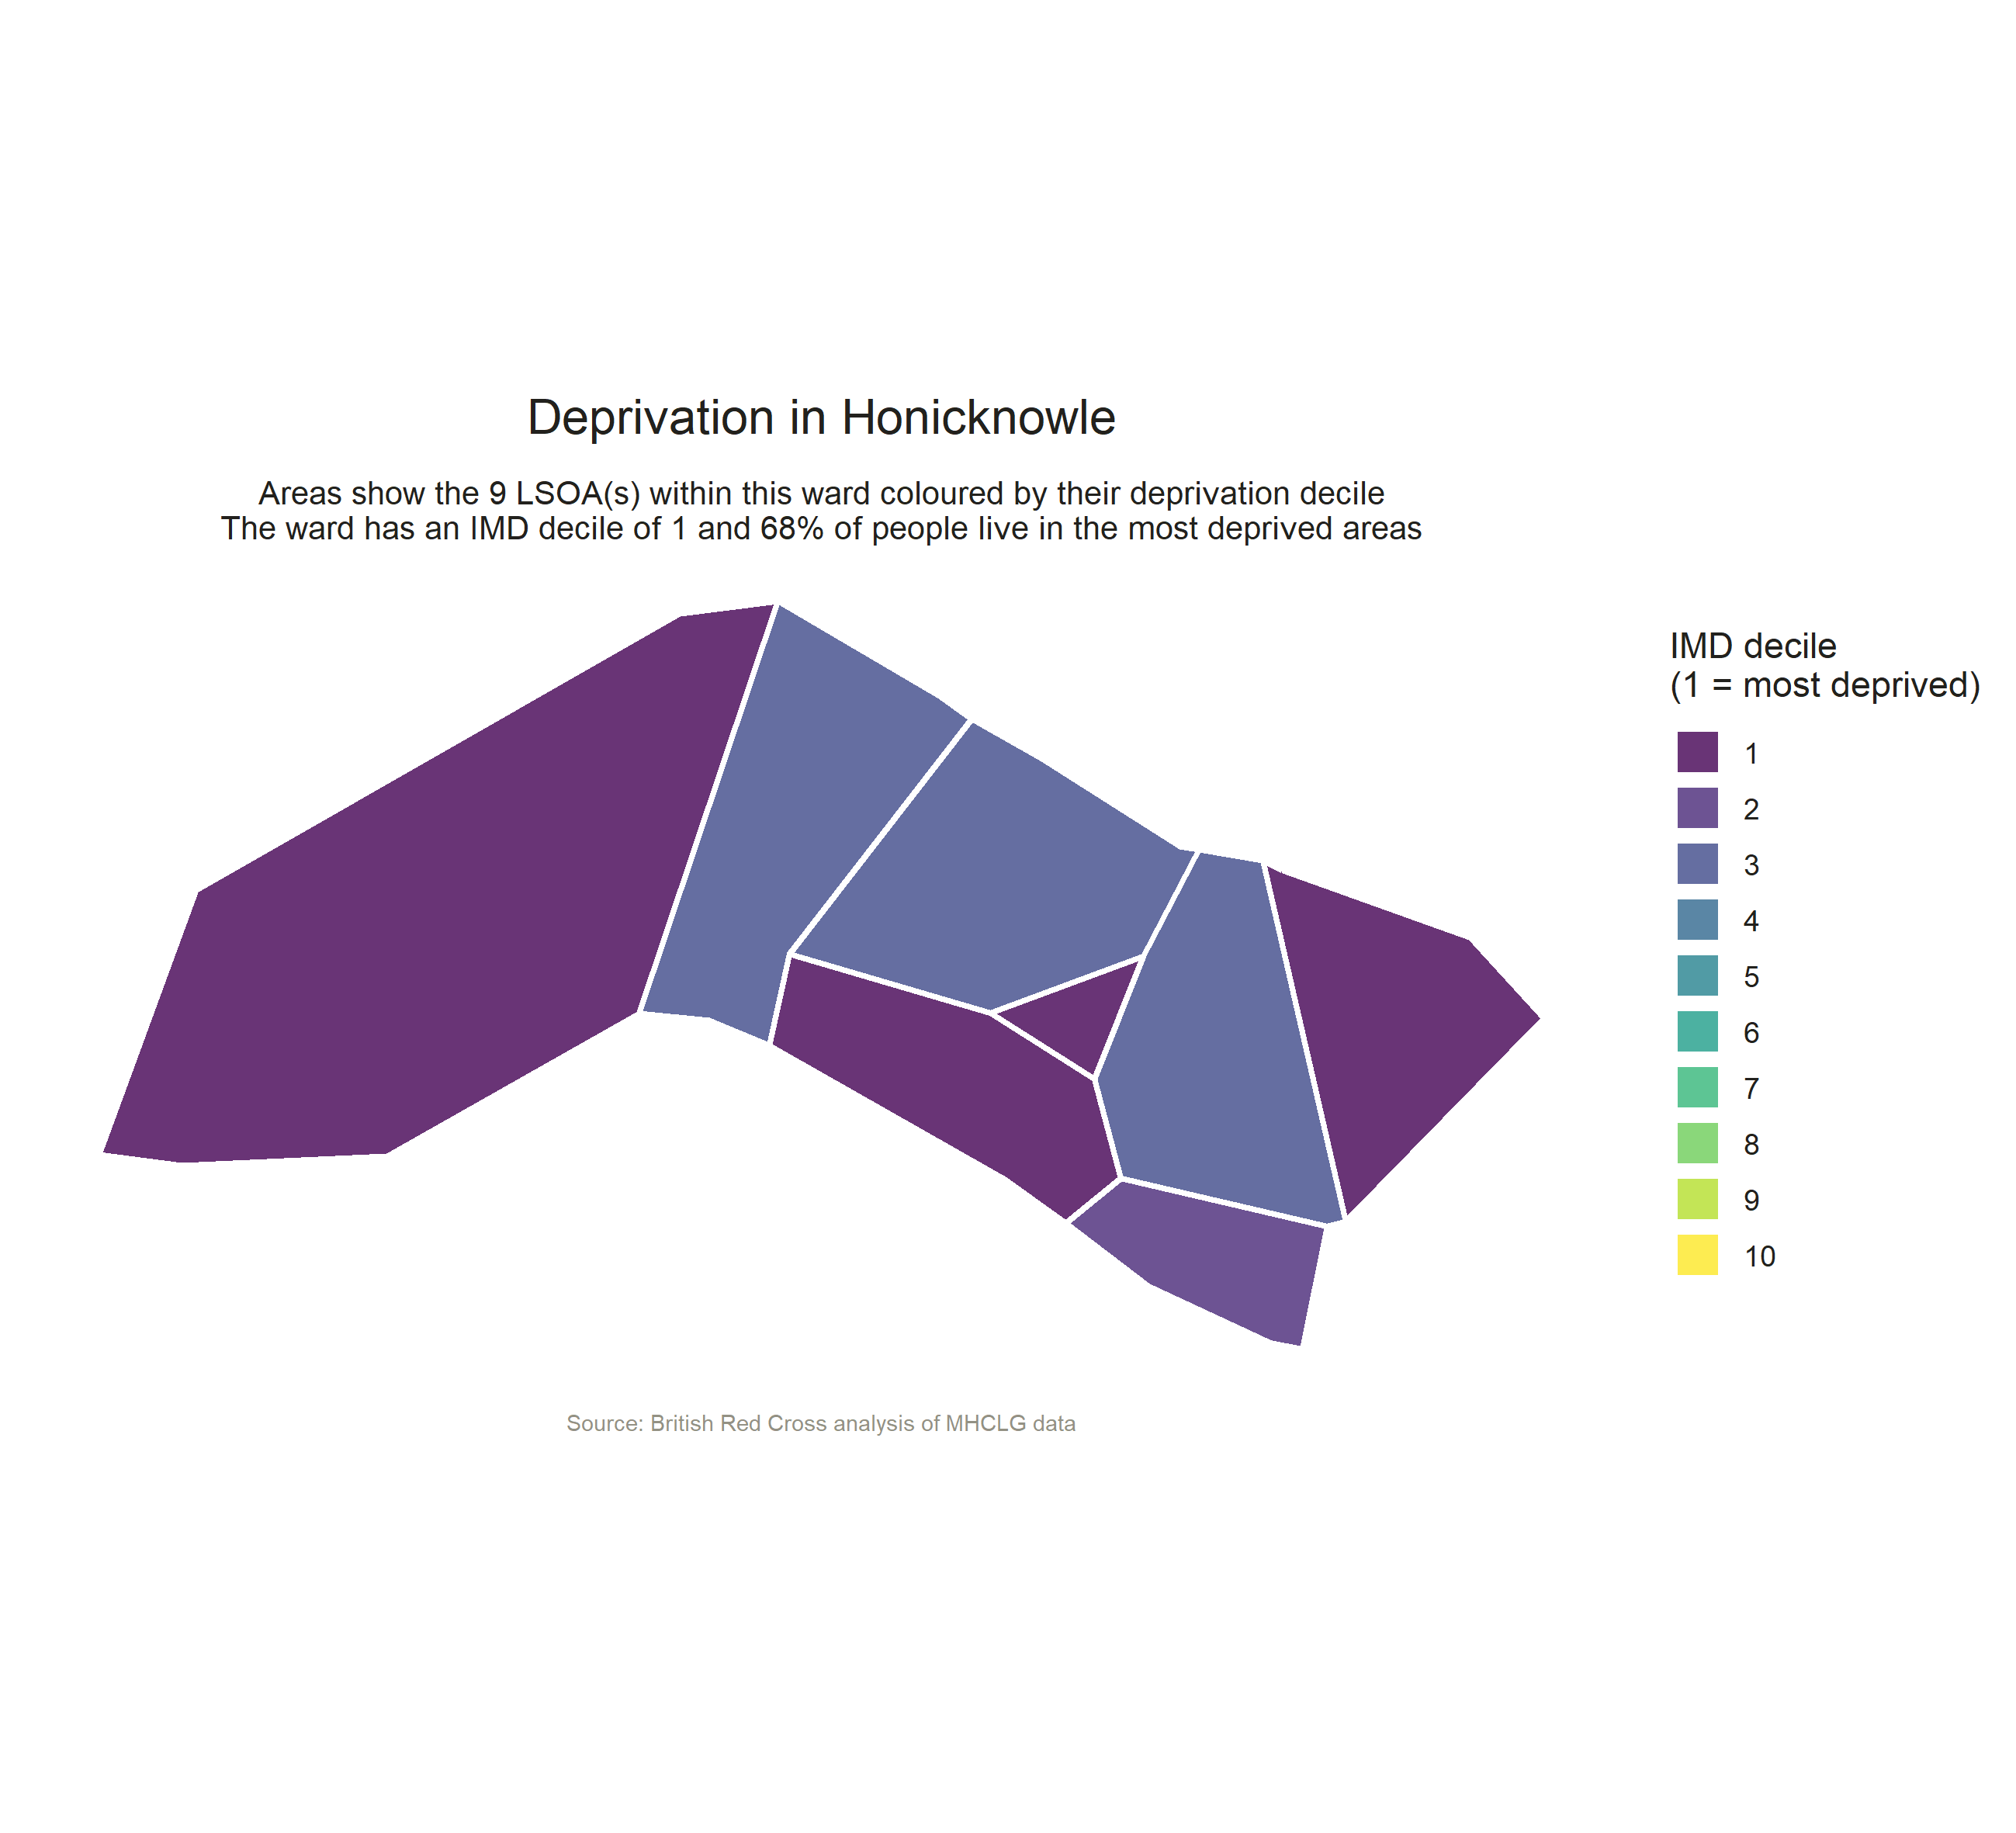 Deprivation in Honicknowle
Areas show the 9 LSOA(s) within this ward coloured by their deprivation decile
The ward has an IMD decile of 1 and 68% of people live in the most deprived areas
IMD decile
(1 = most deprived)
1
2
3
4
5
6
7
8
9
10
Source: British Red Cross analysis of MHCLG data